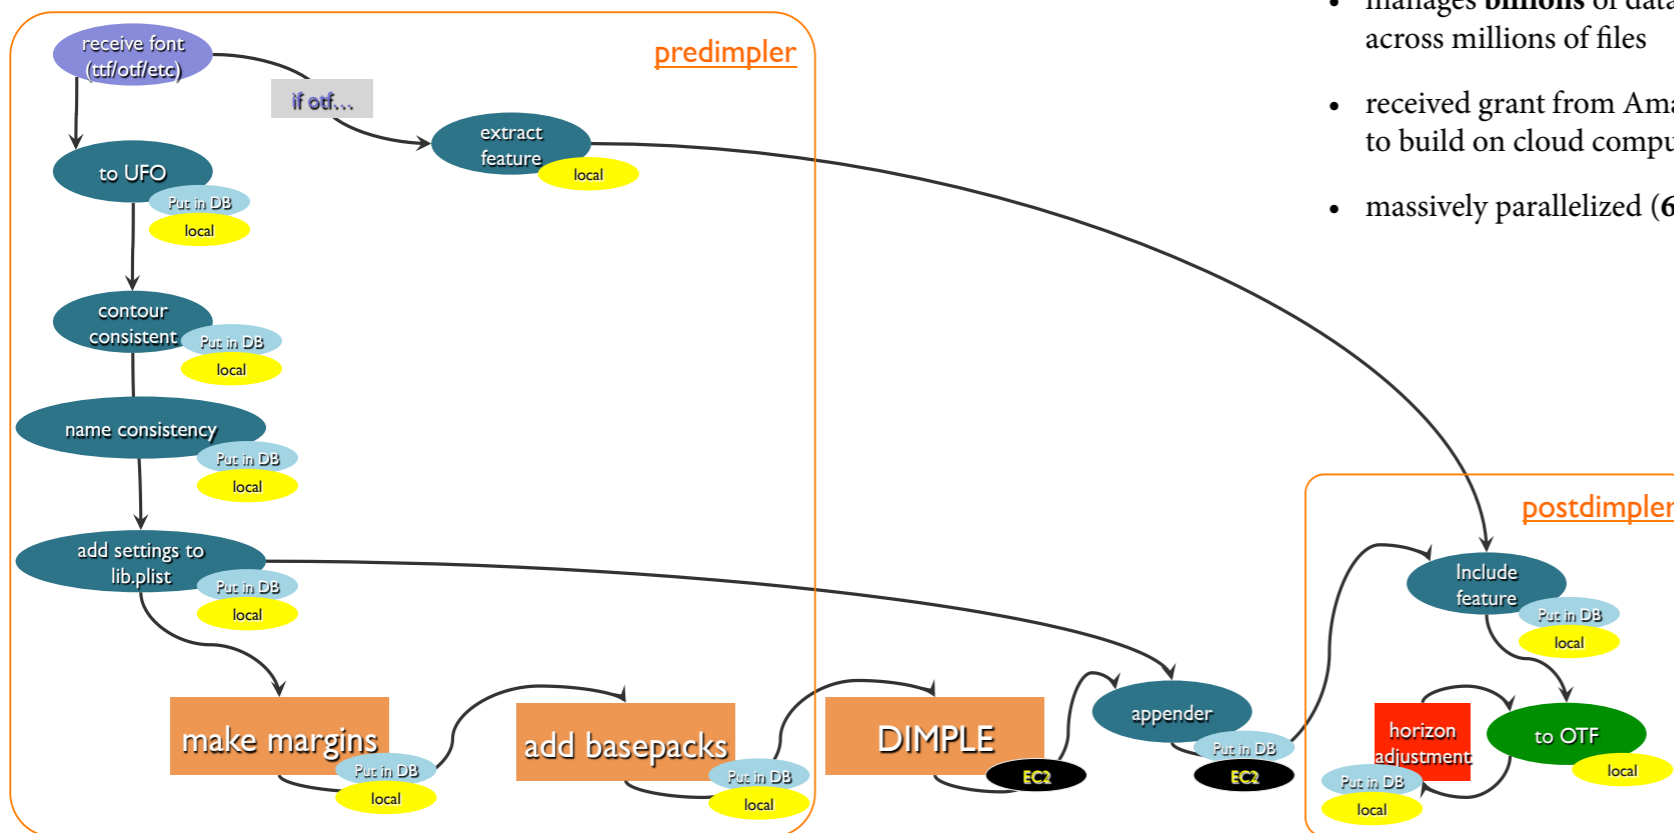 manages billions of data
across millions of files
received grant from Ama
to build on cloud compu
massively parallelized (6
predimpler
receive font
(ttf/otf/etc)
if otf...
extract
feature
local
to UFO
Put in DB
local
contour
consistent
Put in DB
local
name consistency
Put in DB
local
add settings to
lib.plist
Put in DB
local
make margins
Put in DB
local
add basepacks
Put in DB
local
DIMPLE
EC2
appender
Put in DB
EC2
postdimpler
Include
feature
Put in DB
local
horizon
adjustment
Put in DB
local
to OTF
local